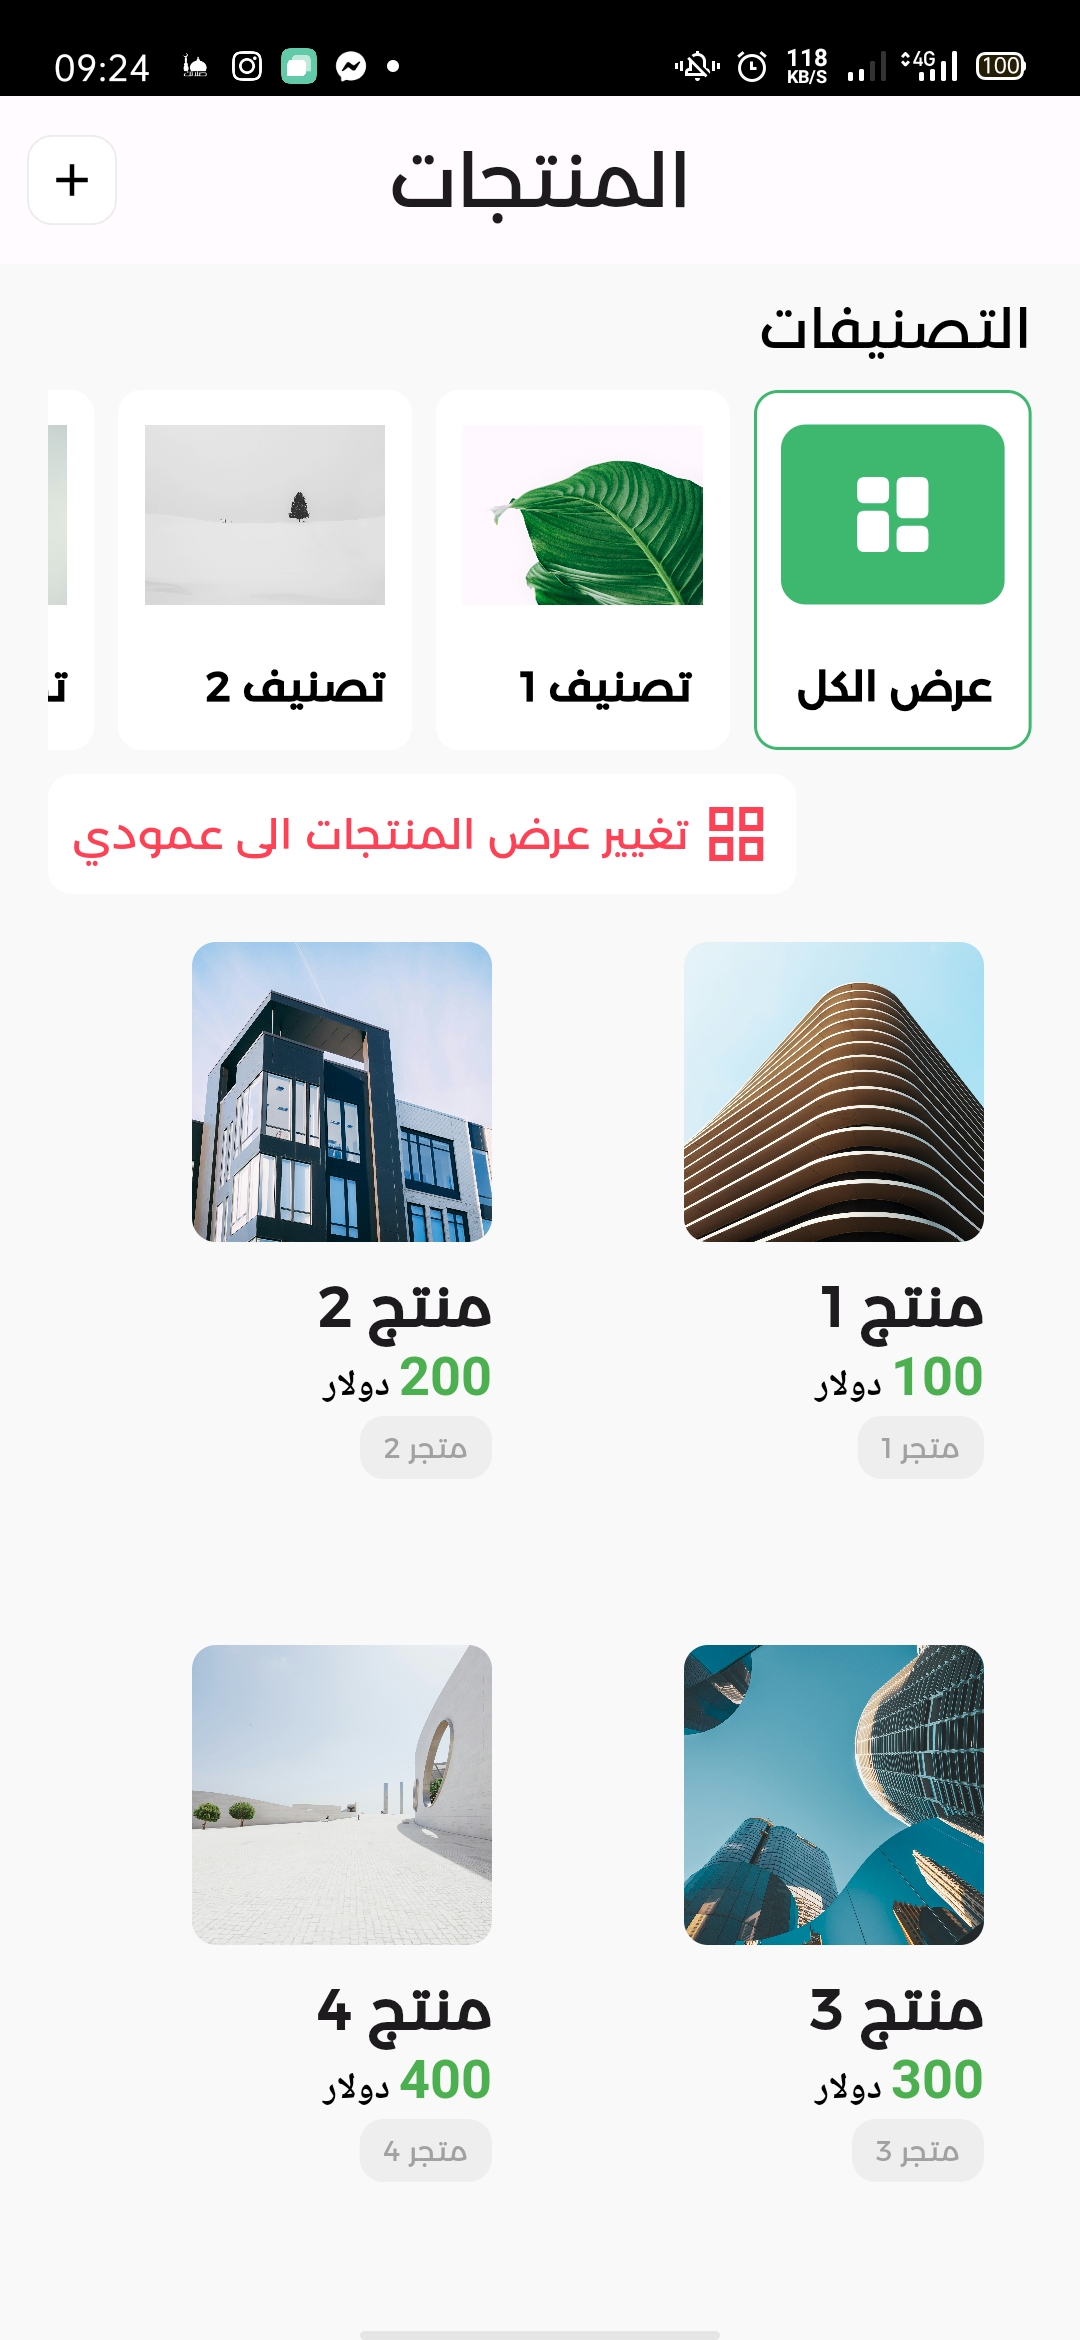 09:24
118 KB/S
4G
100
المنتجات
التصنيفات
عرض الكل
تصنيف 1
تصنيف 2
تغيير عرض المنتجات الى عمودي
منتج 1
100 دولار
متجر 1
منتج 2
200 دولار
متجر 2
منتج 3
300 دولار
متجر 3
منتج 4
400 دولار
متجر 4